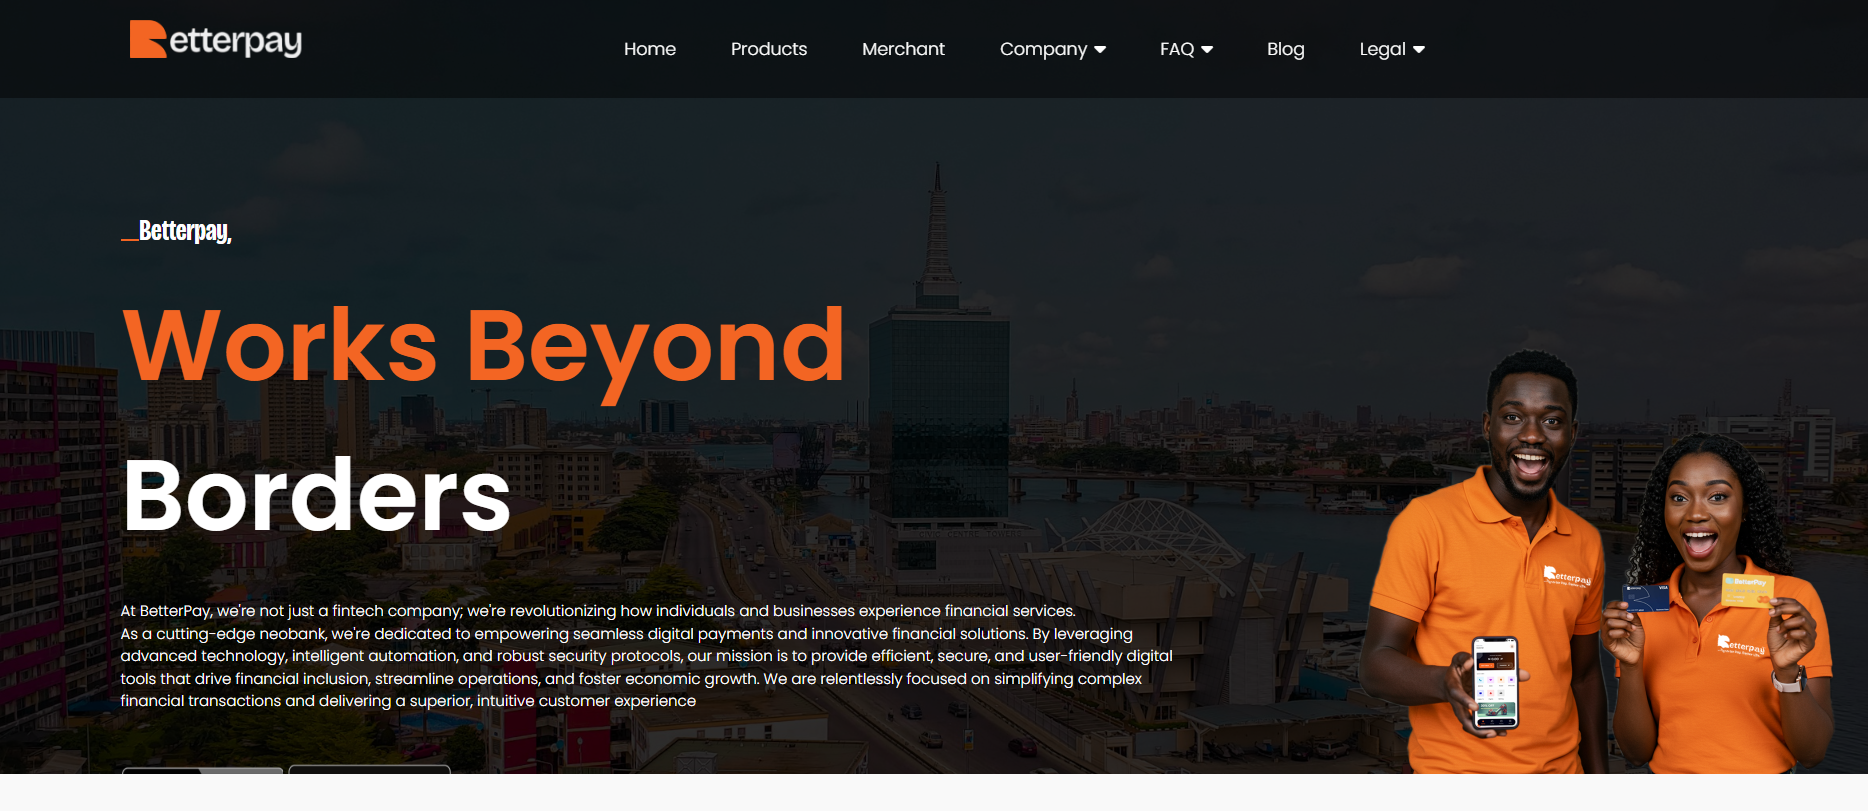 Betterpay
Home Products Merchant Company FAQ Blog Legal
_Betterpay,
Works Beyond
Borders
At BetterPay, we're not just a fintech company; we're revolutionizing how individuals and businesses experience financial services.
As a cutting-edge neobank, we're dedicated to empowering seamless digital payments and innovative financial solutions. By leveraging
advanced technology, intelligent automation, and robust security protocols, our mission is to provide efficient, secure, and user-friendly digital
tools that drive financial inclusion, streamline operations, and foster economic growth. We are relentlessly focused on simplifying complex
financial transactions and delivering a superior, intuitive customer experience
Betterpay
VISA
BetterPay
Betterpay